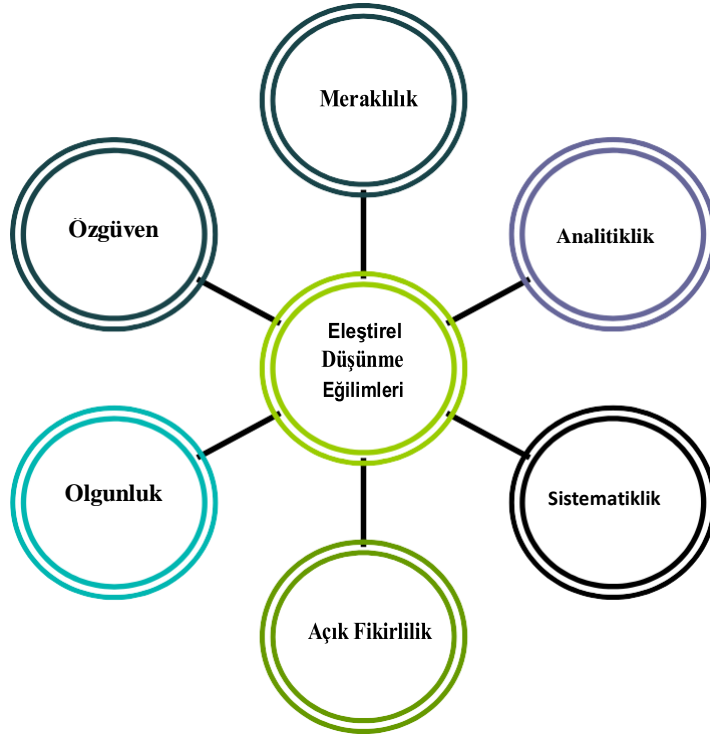 Meraklılık
Özgüven
Analitiklik
Eleştirel
Düşünme
Eğilimleri
Olgunluk
Sistematiklik
Açık Fikirlilik